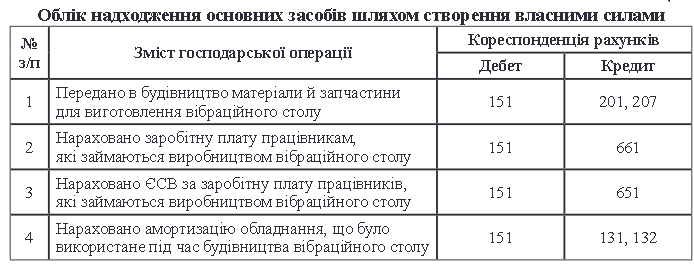 Облік надходження основних засобів шляхом створення власними силами
№ з/п
Зміст господарської операції
Кореспонденція рахунків
Дебет
Кредит
1
Передано в будівництво матеріали й запчастини
для виготовлення вібраційного столу
151
201, 207
2
Нараховано заробітну плату працівникам,
які займаються виробництвом вібраційного столу
151
661
3
Нараховано ЄСВ за заробітну плату працівників,
які займаються виробництвом вібраційного столу
151
651
4
Нараховано амортизацію обладнання, що було
використане під час будівництва вібраційного столу
151
131, 132